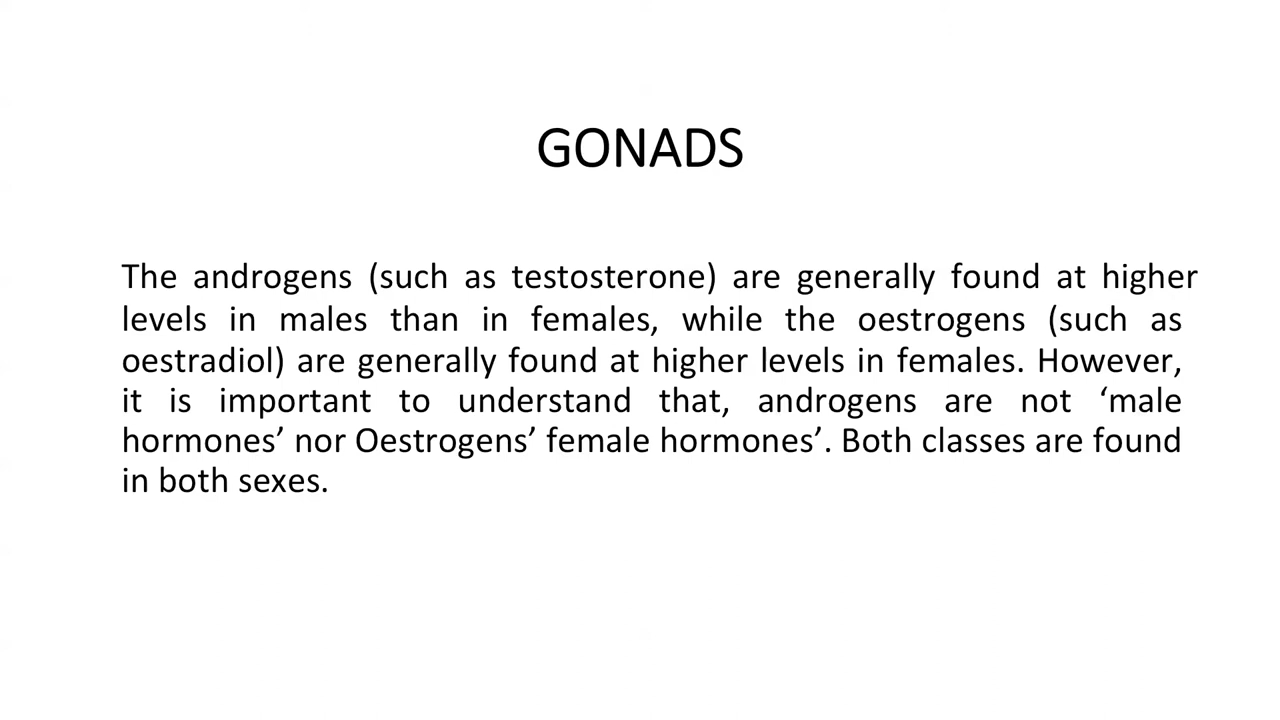 GONADS
The androgens (such as testosterone) are generally found at higher
levels in males than in females, while the oestrogens (such as
oestradiol) are generally found at higher levels in females. However,
it is important to understand that, androgens are not ‘male
hormones’ nor Oestrogens’ female hormones’. Both classes are found
in both sexes.